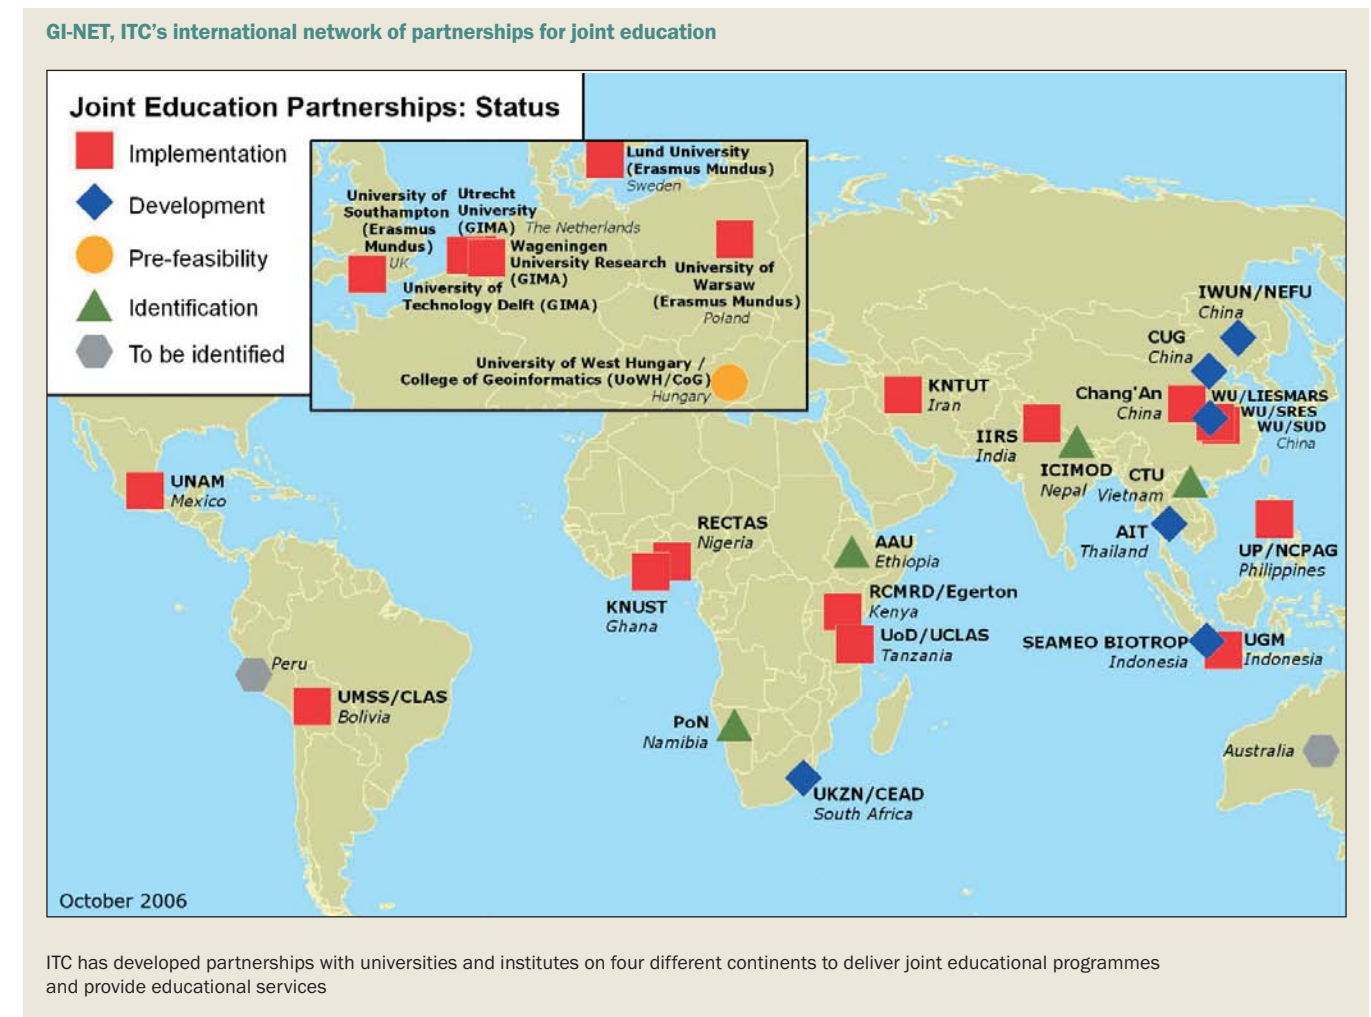 GI-NET, ITC's international network of partnerships for joint education
Joint Education Partnerships: Status
Implementation
Development
Pre-feasibility
Identification
To be identified
Lund University
(Erasmus Mundus)
Sweden
University of
Southampton
(Erasmus
Mundus)
UK
Utrecht
University
(GIMA)
The Netherlands
Wageningen
University Research
(GIMA)
University of
Technology Delft (GIMA)
University of
Warsaw
(Erasmus Mundus)
Poland
University of West Hungary /
College of Geoinformatics (UoWH/CoG)
Hungary
IWUN/NEFU
China
CUG
China
Chang'An
China
WU/LIESMARS
WU/SRES
WU/SUD
China
KNTUT
Iran
IIRS
India
ICIMOD
Nepal
CTU
Vietnam
AIT
Thailand
UP/NCPAG
Philippines
UNAM
Mexico
RECTAS
Nigeria
KNUST
Ghana
AAU
Ethiopia
RCMRD/Egerton
Kenya
UoD/UCLAS
Tanzania
SEAMEO BIOTROP
Indonesia
UGM
Indonesia
Peru
UMSS/CLAS
Bolivia
PoN
Namibia
UKZN/CEAD
South Africa
Australia
October 2006
ITC has developed partnerships with universities and institutes on four different continents to deliver joint educational programmes
and provide educational services